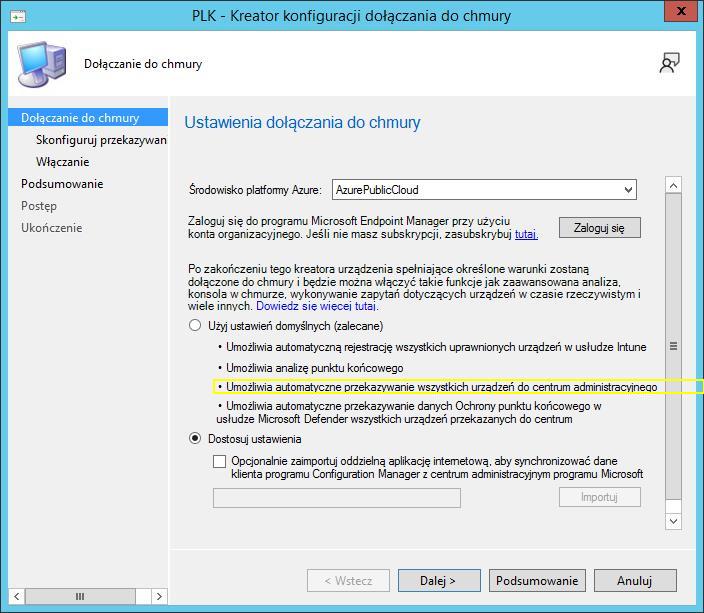 PLK - Kreator konfiguracji dołączania do chmury
x
Dołączanie do chmury
Dołączanie do chmury
Skonfiguruj przekazywan
Włączanie
Podsumowanie
Postęp
Ukończenie
Ustawienia dołączania do chmury
Środowisko platformy Azure: AzurePublicCloud
Zaloguj się do programu Microsoft Endpoint Manager przy użyciu
konta organizacyjnego. Jeśli nie masz subskrypcji, zasubskrybuj tutaj.
Zaloguj się
Po zakończeniu tego kreatora urządzenia spełniające określone warunki zostaną
dołączone do chmury i będzie można włączyć takie funkcje jak zaawansowana analiza,
konsola w chmurze, wykonywanie zapytań dotyczących urządzeń w czasie rzeczywistym i
wiele innych. Dowiedz się więcej tutaj.
Użyj ustawień domyślnych (zalecane)
• Umożliwia automatyczną rejestrację wszystkich uprawnionych urządzeń w usłudze Intune
• Umożliwia analizę punktu końcowego
• Umożliwia automatyczne przekazywanie wszystkich urządzeń do centrum administracyjnego
• Umożliwia automatyczne przekazywanie danych Ochrony punktu końcowego w
usłudze Microsoft Defender wszystkich urządzeń przekazanych do centrum
Dostosuj ustawienia
Opcjonalnie zaimportuj oddzielną aplikację internetową, aby synchronizować dane
klienta programu Configuration Manager z centrum administracyjnym programu Microsoft
Importuj
< Wstecz
Dalej >
Podsumowanie
Anuluj